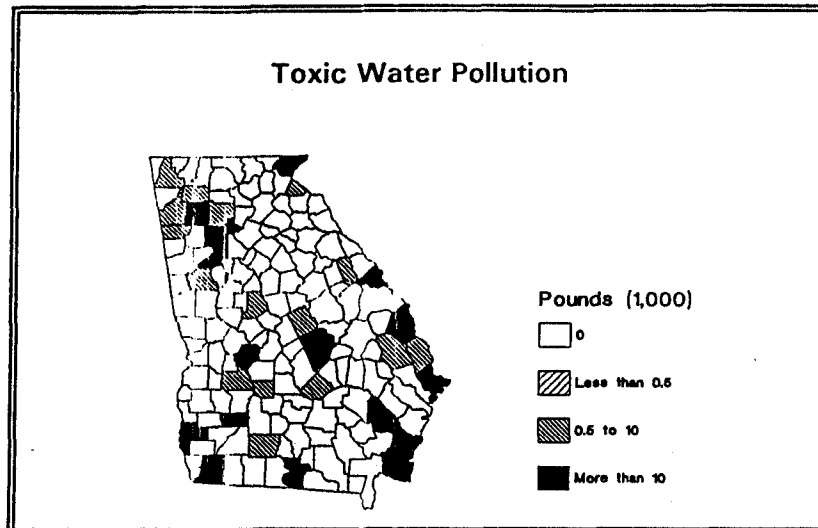 Toxic Water Pollution
Pounds (1,000)
0
Less than 0.5
0.5 to 10
More than 10